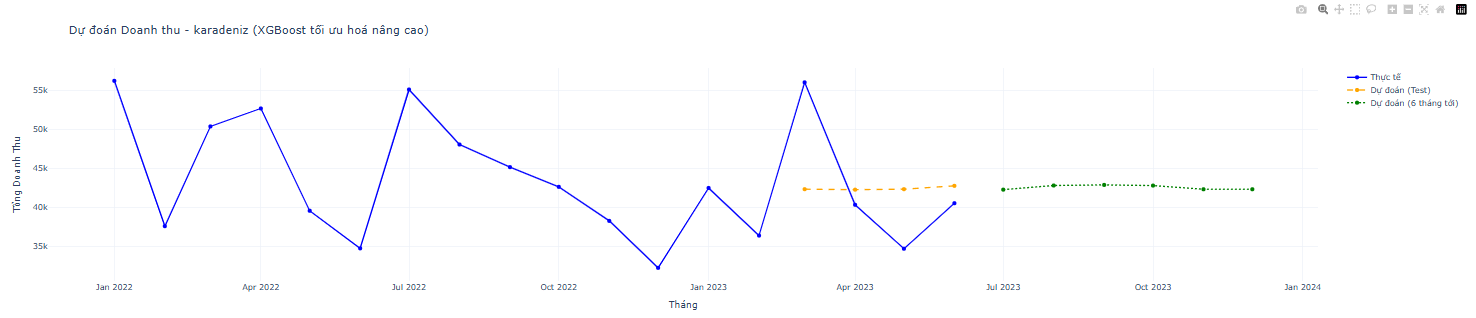 Dự đoán Doanh thu - karadeniz (XGBoost tối ưu hoá nâng cao)
Thực tế
Dự đoán (Test)
Dự đoán (6 tháng tới)
Tổng Doanh Thu
55k
50k
45k
40k
35k
Jan 2022
Apr 2022
Jul 2022
Oct 2022
Jan 2023
Apr 2023
Jul 2023
Oct 2023
Jan 2024
Tháng